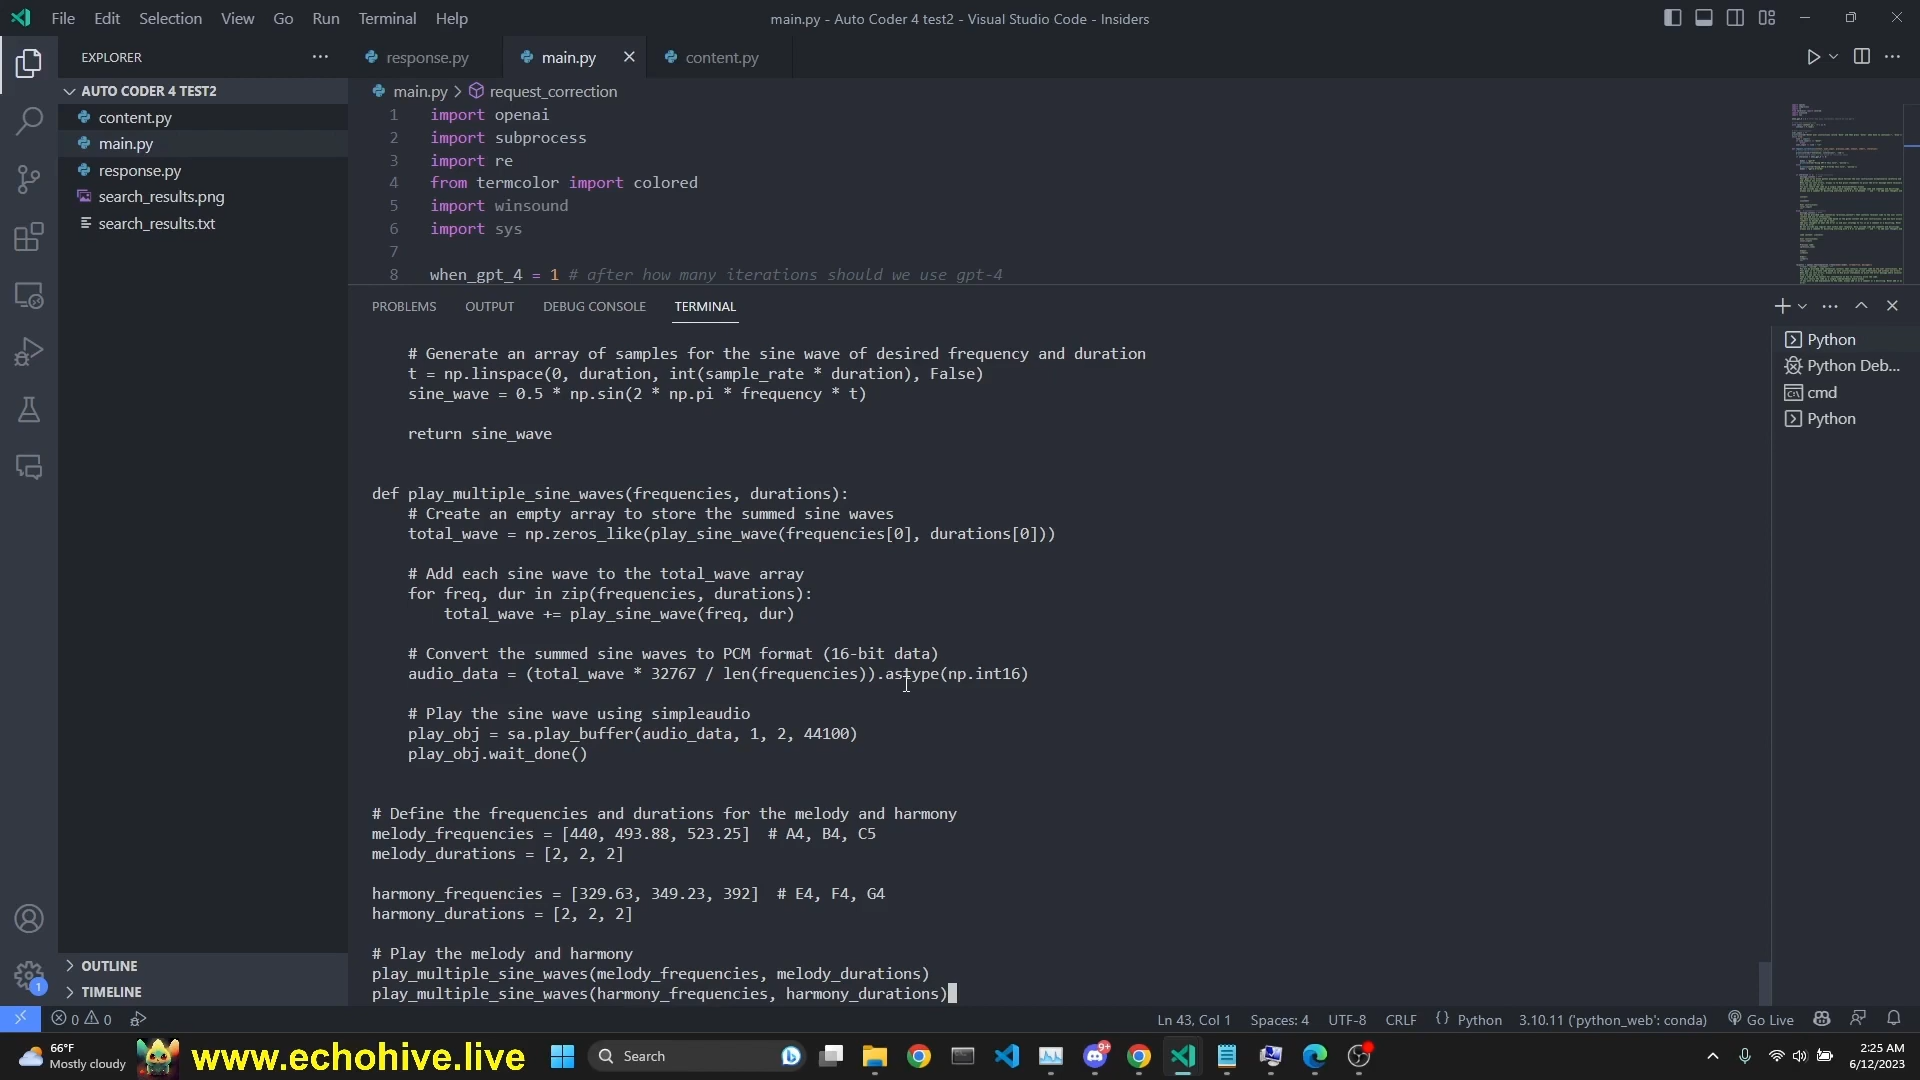 File Edit Selection View Go Run Terminal Help
main.py - Auto Coder 4 test2 - Visual Studio Code - Insiders
EXPLORER
response.py
main.py
content.py
AUTO CODER 4 TEST2
content.py
main.py
response.py
search_results.png
search_results.txt
OUTLINE
TIMELINE
main.py > request_correction
1 import openai
2 import subprocess
3 import re
4 from termcolor import colored
5 import winsound
6 import sys
7
8 when_gpt_4 = 1 # after how many iterations should we use gpt-4
PROBLEMS OUTPUT DEBUG CONSOLE TERMINAL
# Generate an array of samples for the sine wave of desired frequency and duration
t = np.linspace(0, duration, int(sample_rate * duration), False)
sine_wave = 0.5 * np.sin(2 * np.pi * frequency * t)
return sine_wave
def play_multiple_sine_waves(frequencies, durations):
# Create an empty array to store the summed sine waves
total_wave = np.zeros_like(play_sine_wave(frequencies[0], durations[0]))
# Add each sine wave to the total_wave array
for freq, dur in zip(frequencies, durations):
total_wave += play_sine_wave(freq, dur)
# Convert the summed sine waves to PCM format (16-bit data)
audio_data = (total_wave * 32767 / len(frequencies)).astype(np.int16)
# Play the sine wave using simpleaudio
play_obj = sa.play_buffer(audio_data, 1, 2, 44100)
play_obj.wait_done()
# Define the frequencies and durations for the melody and harmony
melody_frequencies = [440, 493.88, 523.25]  # A4, B4, C5
melody_durations = [2, 2, 2]
harmony_frequencies = [329.63, 349.23, 392]  # E4, F4, G4
harmony_durations = [2, 2, 2]
# Play the melody and harmony
play_multiple_sine_waves(melody_frequencies, melody_durations)
play_multiple_sine_waves(harmony_frequencies, harmony_durations)
Python
Python Deb...
cmd
Python
1
0 0
Ln 43, Col 1 Spaces: 4 UTF-8 CRLF {} Python 3.10.11 ('python_web': conda) Go Live
66°F
Mostly cloudy
www.echohive.live
Search
9+
2:25 AM
6/12/2023